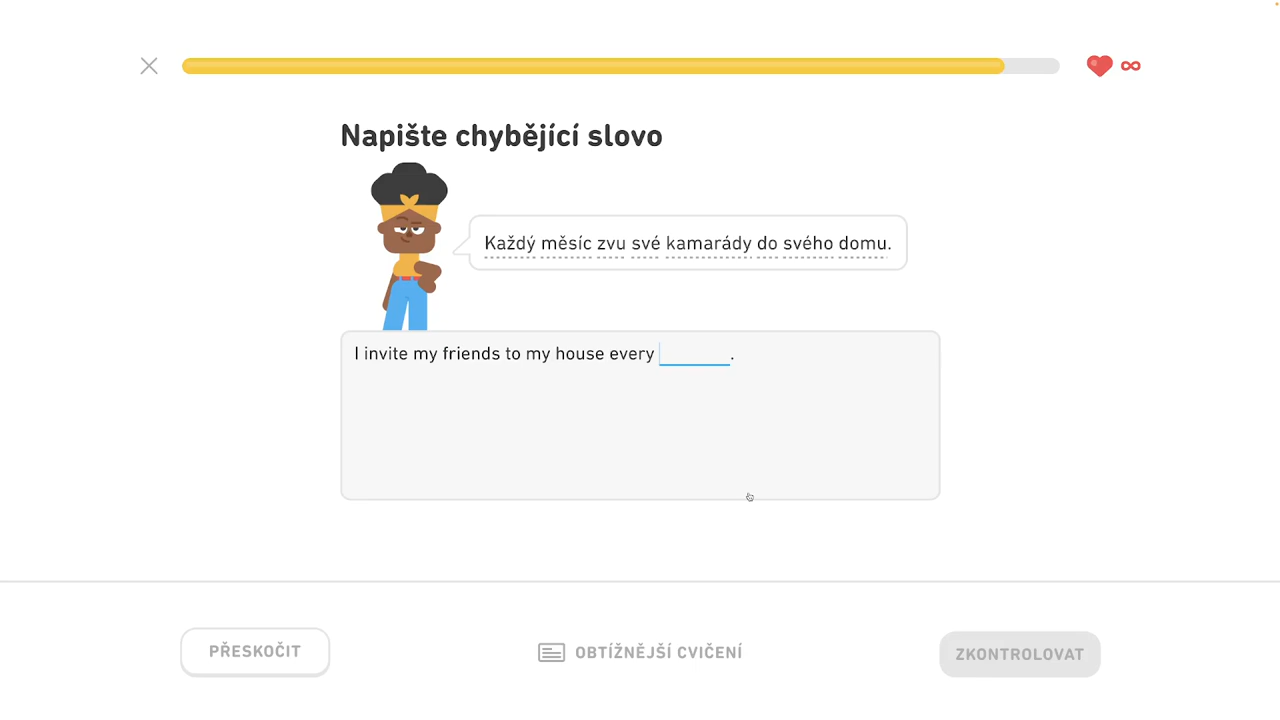 ∞
Napište chybějící slovo
Každý měsíc zvu své kamarády do svého domu.
I invite my friends to my house every ______.
PŘESKOČIT
OBTÍŽNĚJŠÍ CVIČENÍ
ZKONTROLOVAT